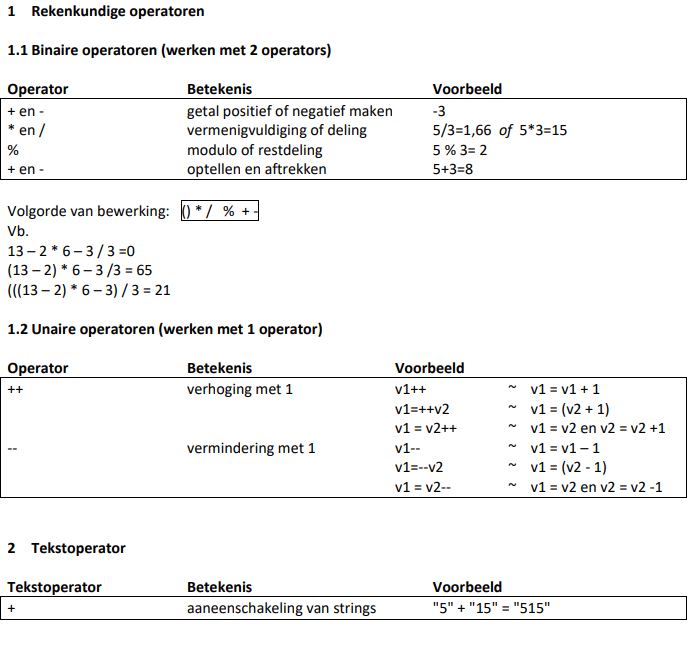 1 Rekenkundige operatoren
1.1 Binaire operatoren (werken met 2 operators)
Operator Betekenis Voorbeeld
+ en - getal positief of negatief maken -3
* en / vermenigvuldiging of deling 5/3=1,66 of 5*3=15
% modulo of restdeling 5 % 3= 2
+ en - optellen en aftrekken 5+3=8
Volgorde van bewerking: () * / % + -
Vb.
13 – 2 * 6 – 3 / 3 =0
(13 – 2) * 6 – 3 /3 = 65
(((13 – 2) * 6 – 3) / 3 = 21
1.2 Unaire operatoren (werken met 1 operator)
Operator Betekenis Voorbeeld
++ verhoging met 1 v1++ ~ v1 = v1 + 1
v1=++v2 ~ v1 = (v2 + 1)
v1 = v2++ ~ v1 = v2 en v2 = v2 +1
-- vermindering met 1 v1-- ~ v1 = v1 – 1
v1=--v2 ~ v1 = (v2 - 1)
v1 = v2-- ~ v1 = v2 en v2 = v2 -1
2 Tekstoperator
Tekstoperator Betekenis Voorbeeld
+ aaneenschakeling van strings "5" + "15" = "515"